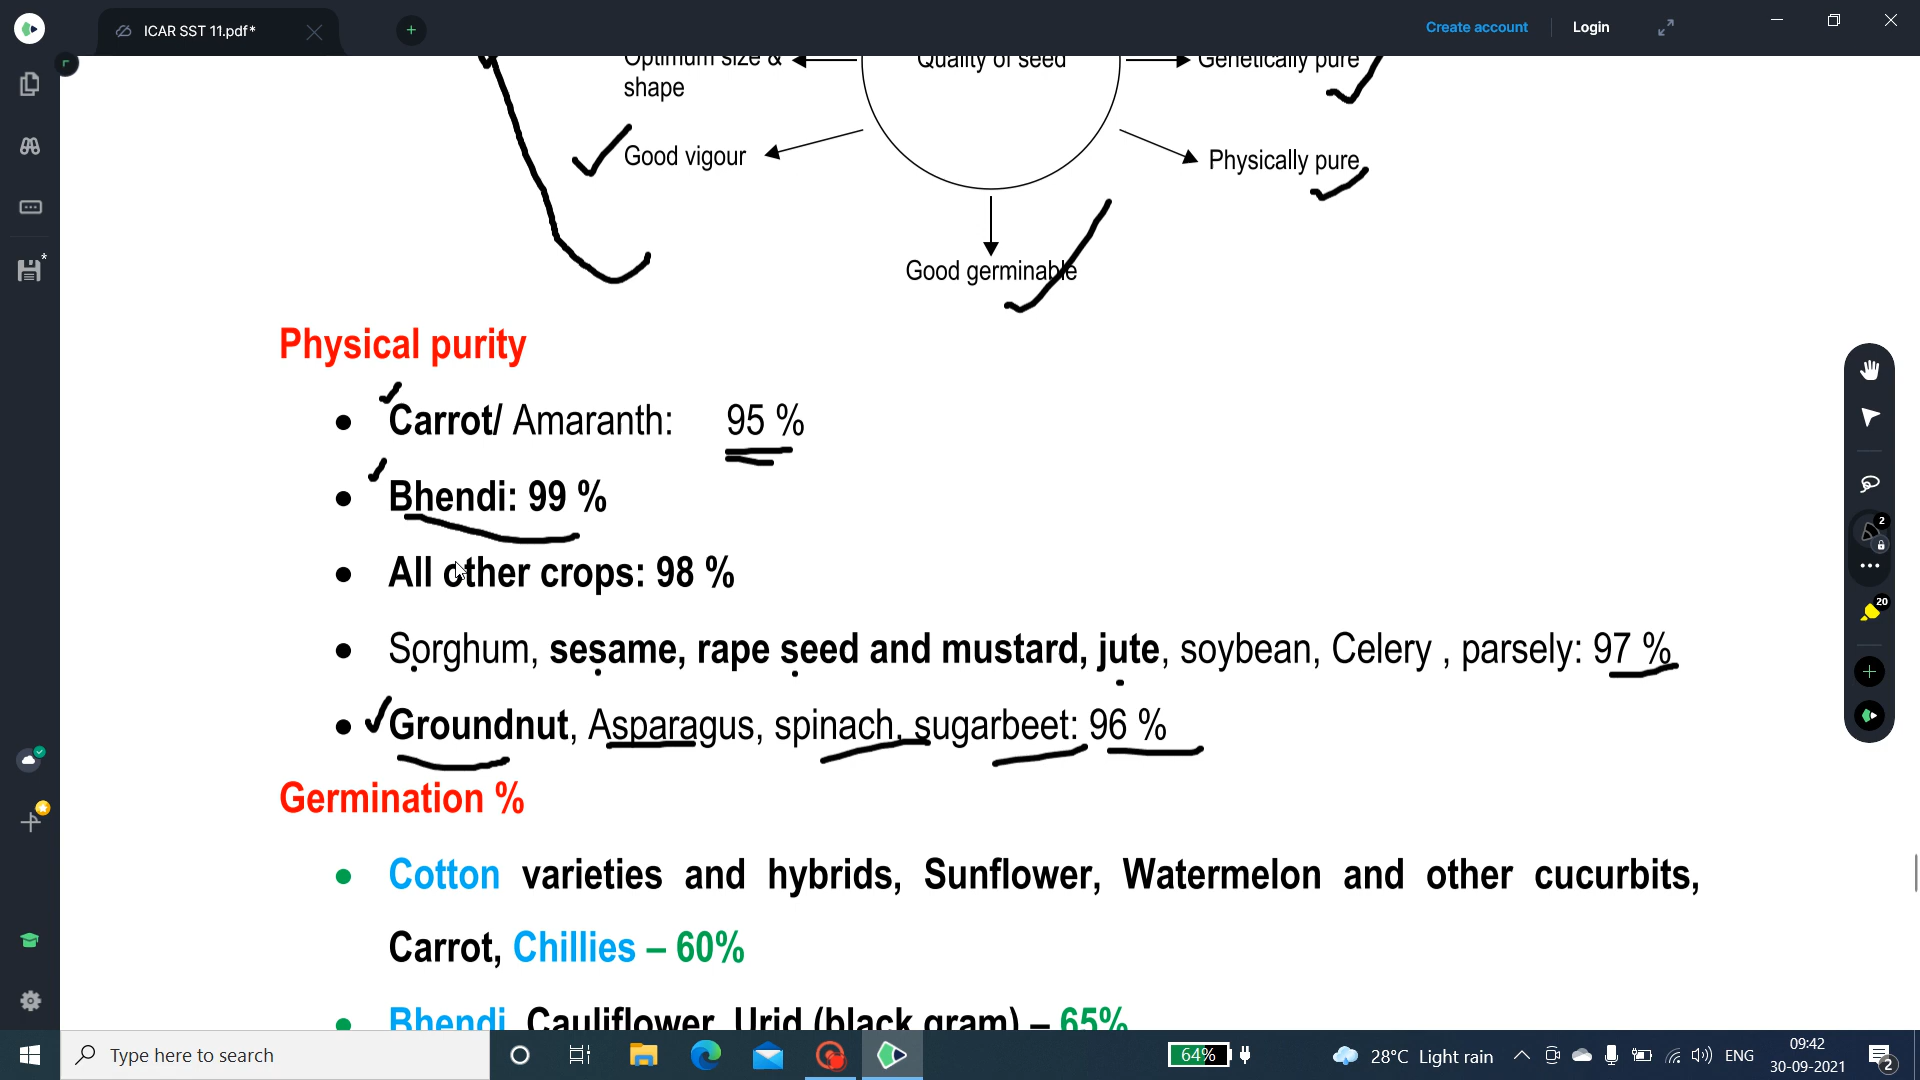 ICAR SST 11.pdf*
Create account
Login
Optimum size &
shape
Quality of seed
Genetically pure
Good vigour
Physically pure
Good germinable
Physical purity
Carrot/ Amaranth: 95 %
Bhendi: 99 %
All other crops: 98 %
Sorghum, sesame, rape seed and mustard, jute, soybean, Celery , parsely: 97 %
Groundnut, Asparagus, spinach, sugarbeet: 96 %
Germination %
Cotton varieties and hybrids, Sunflower, Watermelon and other cucurbits,
Carrot, Chillies – 60%
Bhendi, Cauliflower, Urid (black gram) – 65%
2
20
Type here to search
64%
28°C Light rain
ENG
09:42
30-09-2021
2